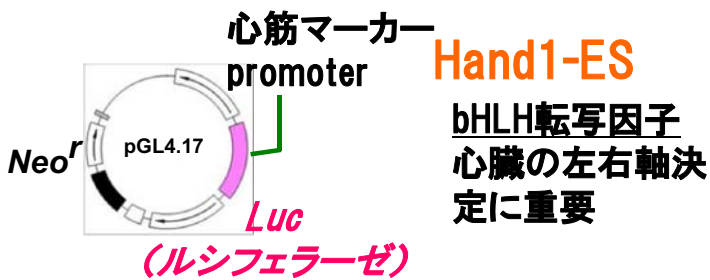 心筋マーカー
promoter
Hand1-ES
bHLH転写因子
心臓の左右軸決
定に重要
Neoʳ
pGL4.17
Luc
(ルシフェラーゼ)